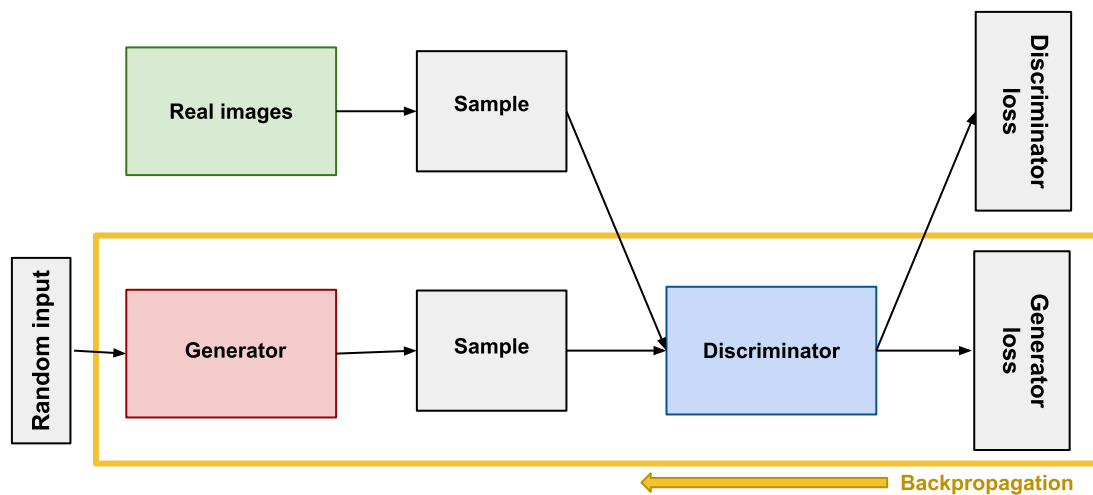 Real images
Sample
Discriminator
loss
Random input
Generator
Sample
Discriminator
Generator
loss
Backpropagation